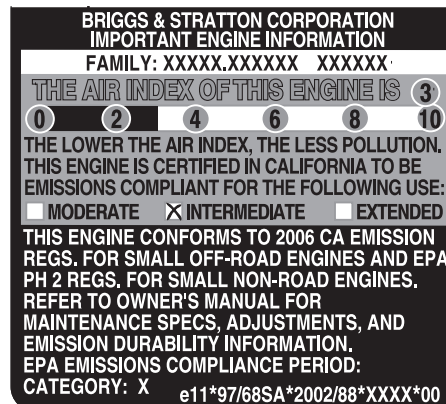 BRIGGS & STRATTON CORPORATION
IMPORTANT ENGINE INFORMATION
FAMILY: XXXXX.XXXXXX XXXXXX
THE AIR INDEX OF THIS ENGINE IS 3
0 2 4 6 8 10
THE LOWER THE AIR INDEX, THE LESS POLLUTION.
THIS ENGINE IS CERTIFIED IN CALIFORNIA TO BE
EMISSIONS COMPLIANT FOR THE FOLLOWING USE:
MODERATE INTERMEDIATE EXTENDED
THIS ENGINE CONFORMS TO 2006 CA EMISSION
REGS. FOR SMALL OFF-ROAD ENGINES AND EPA
PH 2 REGS. FOR SMALL NON-ROAD ENGINES.
REFER TO OWNER'S MANUAL FOR
MAINTENANCE SPECS, ADJUSTMENTS, AND
EMISSION DURABILITY INFORMATION.
EPA EMISSIONS COMPLIANCE PERIOD:
CATEGORY: X e11*97/68SA*2002/88*XXXX*00